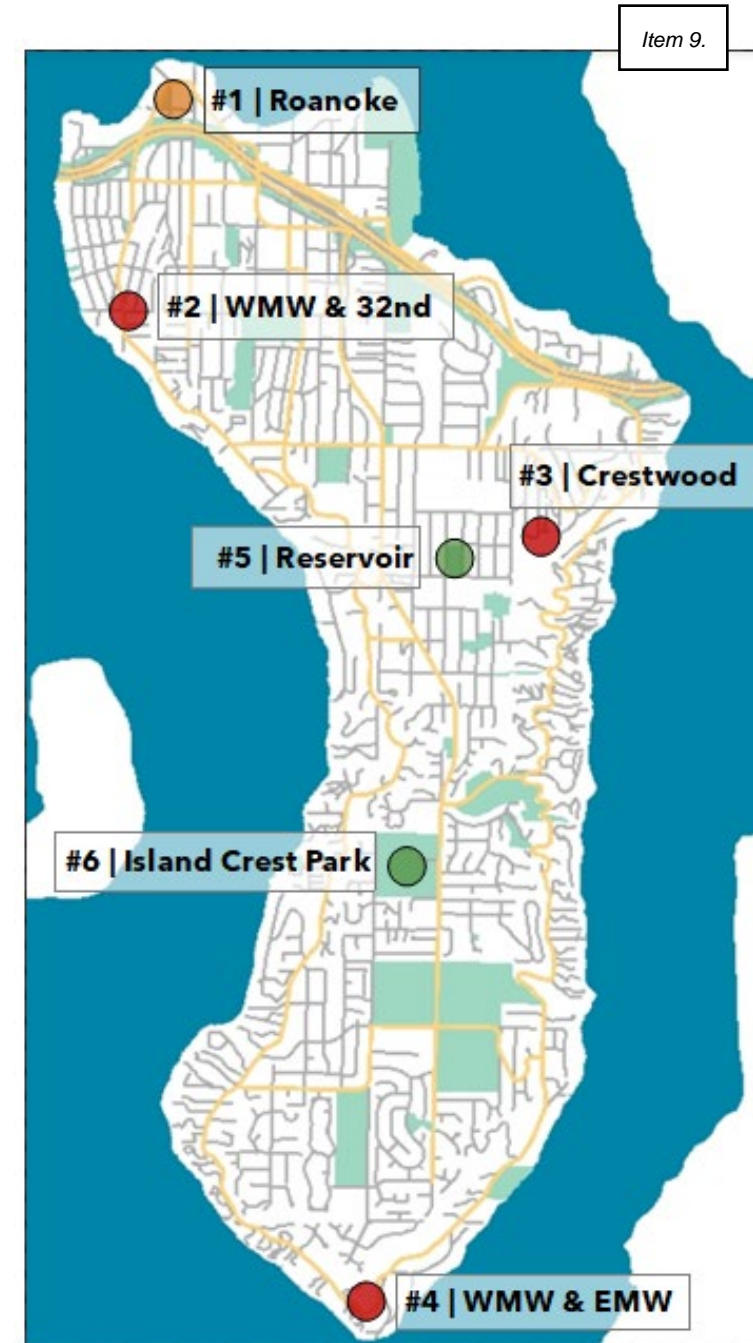 Item 9.
#1 | Roanoke
#2 | WMW & 32nd
#3 | Crestwood
#5 | Reservoir
#6 | Island Crest Park
#4 | WMW & EMW